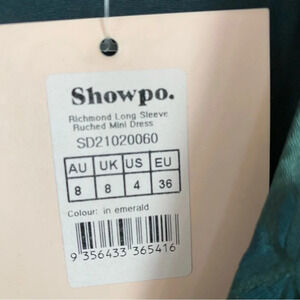 Showpo.
Richmond Long Sleeve
Ruched Mini Dress
SD21020060
AU UK US EU
8 8 4 36
Colour: in emerald
9 356433 365416